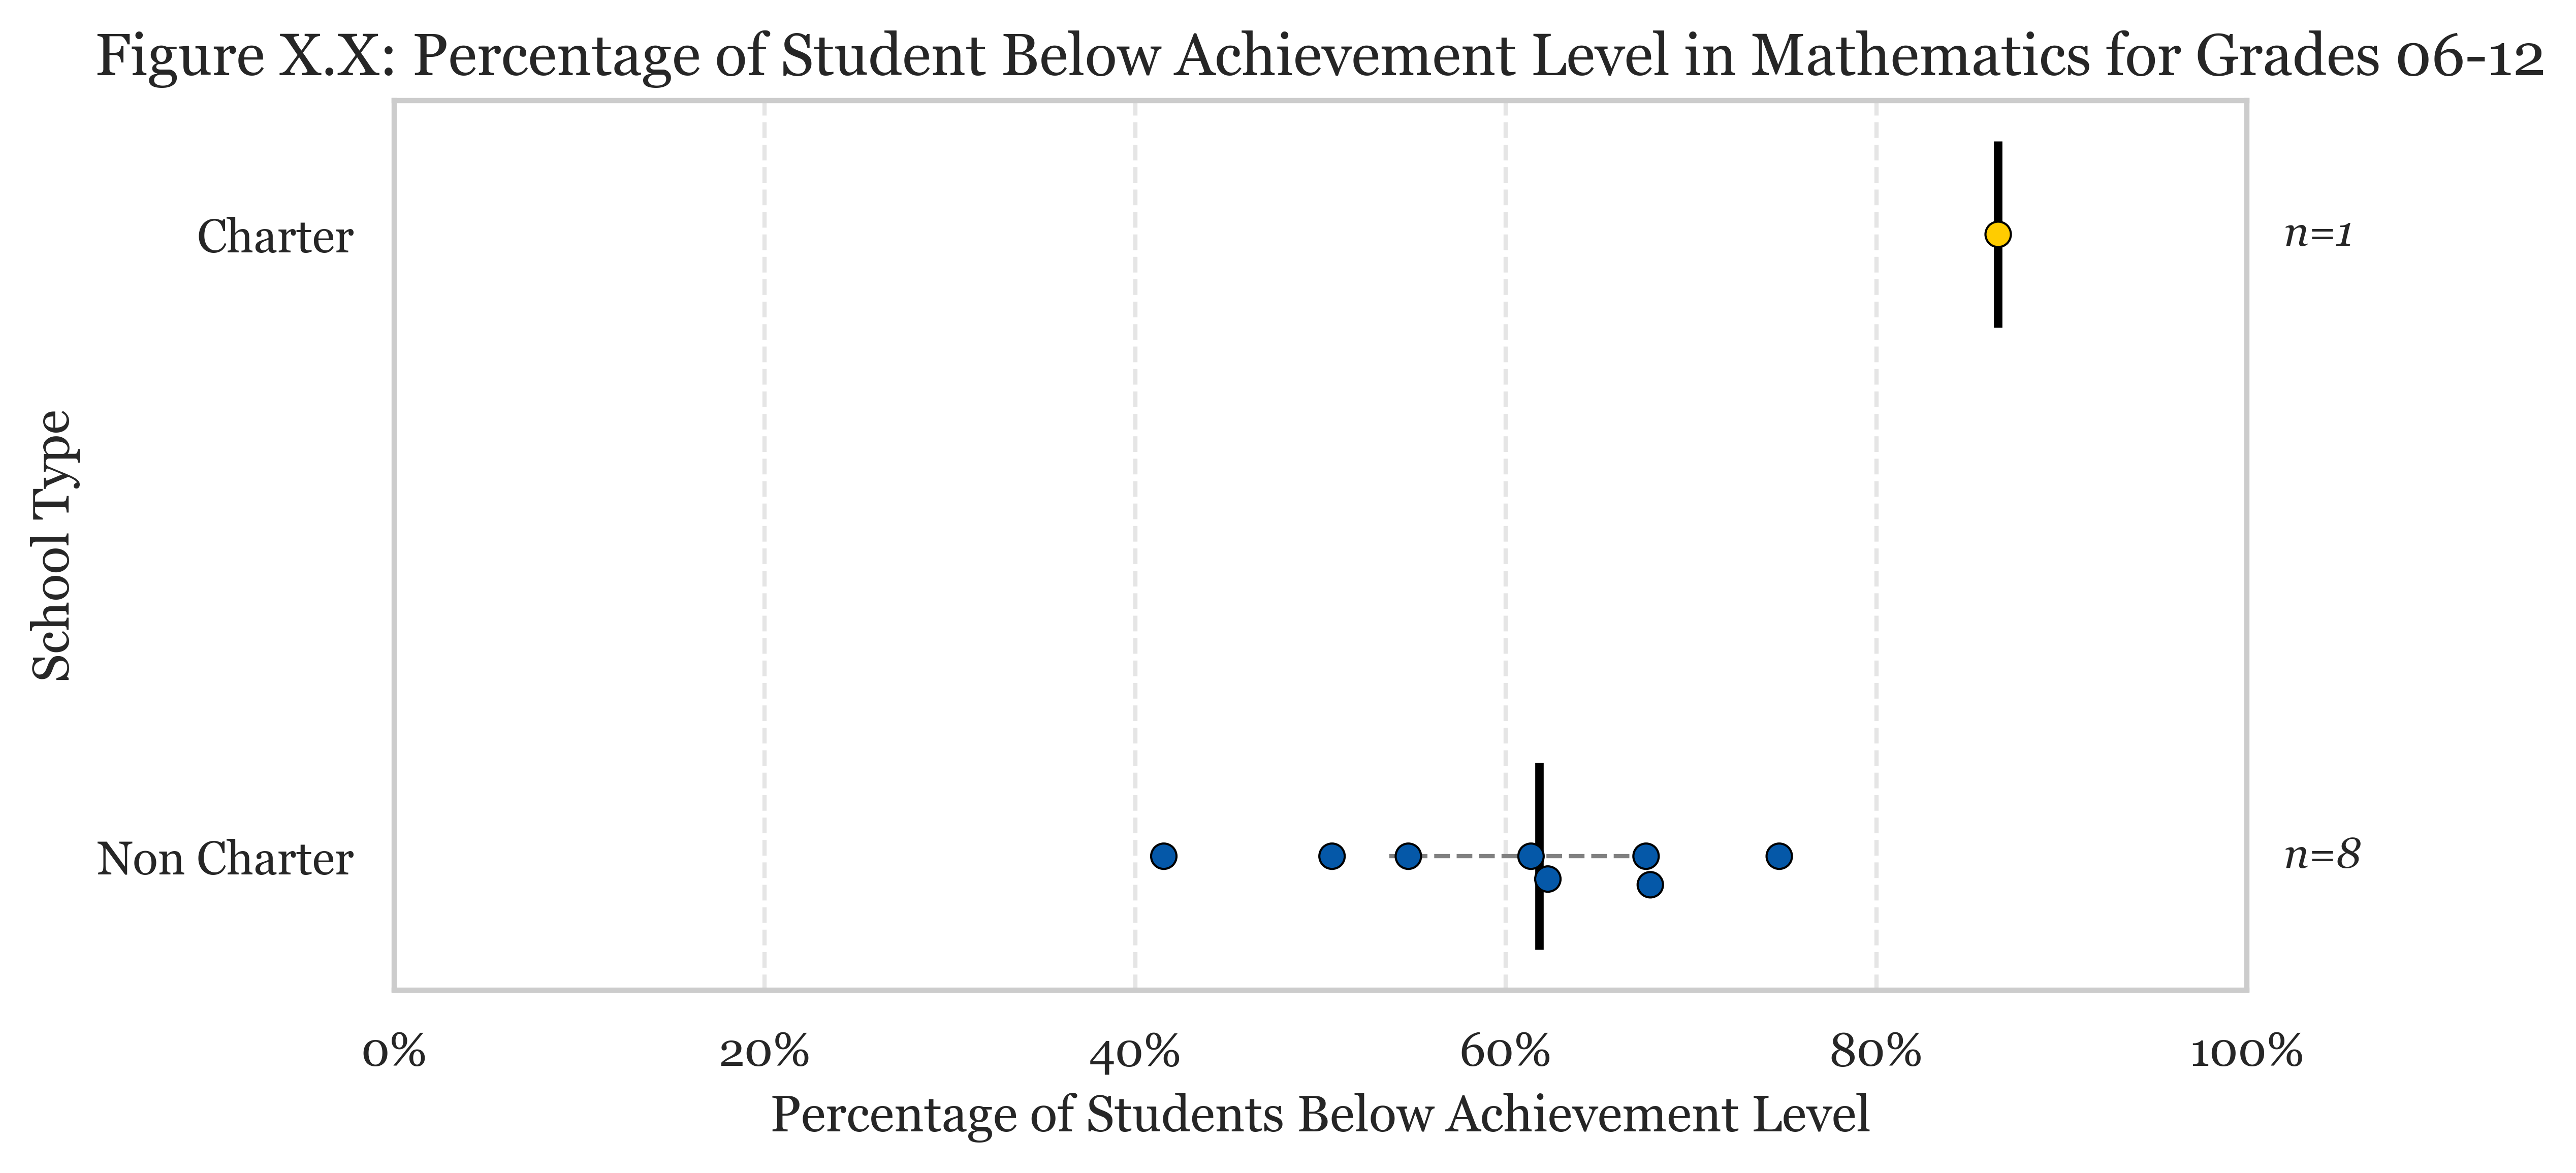 Figure X.X: Percentage of Student Below Achievement Level in Mathematics for Grades 06-12
Charter
n=1
School Type
Non Charter
n=8
0%
20%
40%
60%
80%
100%
Percentage of Students Below Achievement Level